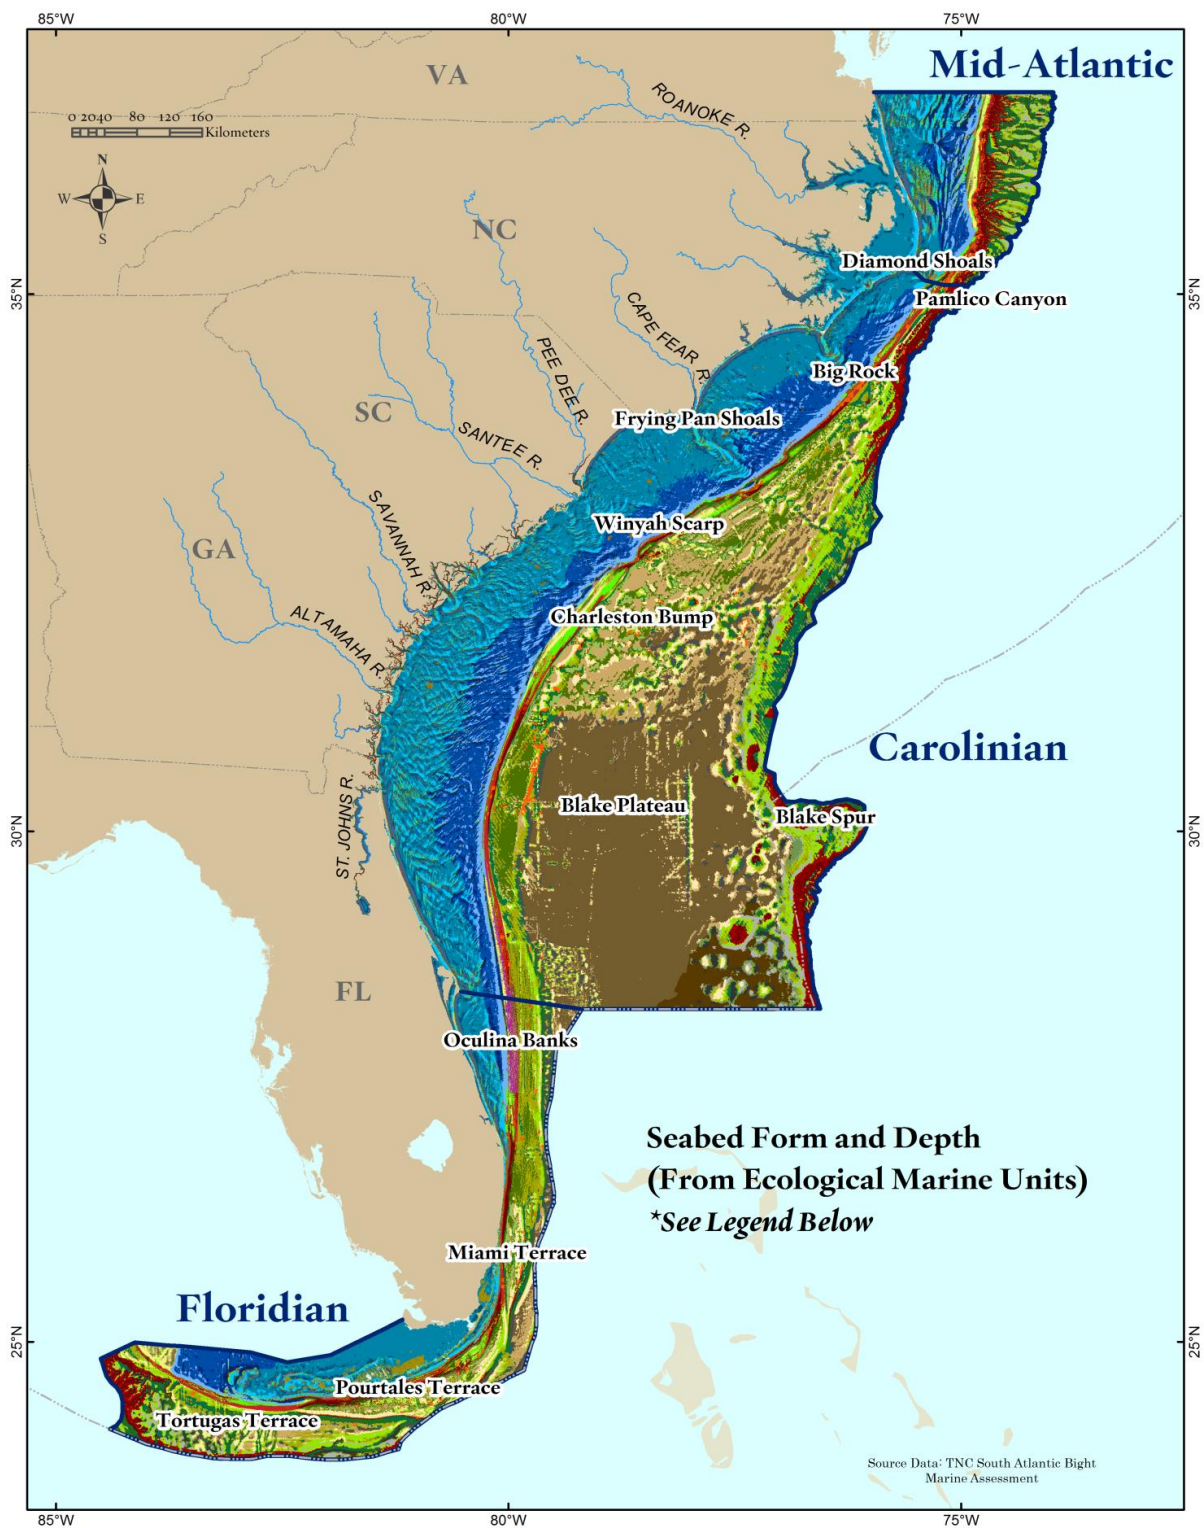 85°W
80°W
75°W
Mid-Atlantic
VA
ROANOKE R.
0 20 40 80 120 160
Kilometers
N
W E
S
NC
Diamond Shoals
35°N
35°N
Pamlico Canyon
CAPE FEAR R.
PEE DEE R.
Big Rock
SC
Frying Pan Shoals
SANTEE R.
SAVANNAH R.
Winyah Scarp
GA
ALTAMAHA R.
Charleston Bump
Carolinian
ST. JOHNS R.
Blake Plateau
Blake Spur
30°N
30°N
FL
Oculina Banks
Seabed Form and Depth
(From Ecological Marine Units)
*See Legend Below
Miami Terrace
Floridian
25°N
25°N
Pourtales Terrace
Tortugas Terrace
Source Data: TNC South Atlantic Bight
Marine Assessment
85°W
80°W
75°W